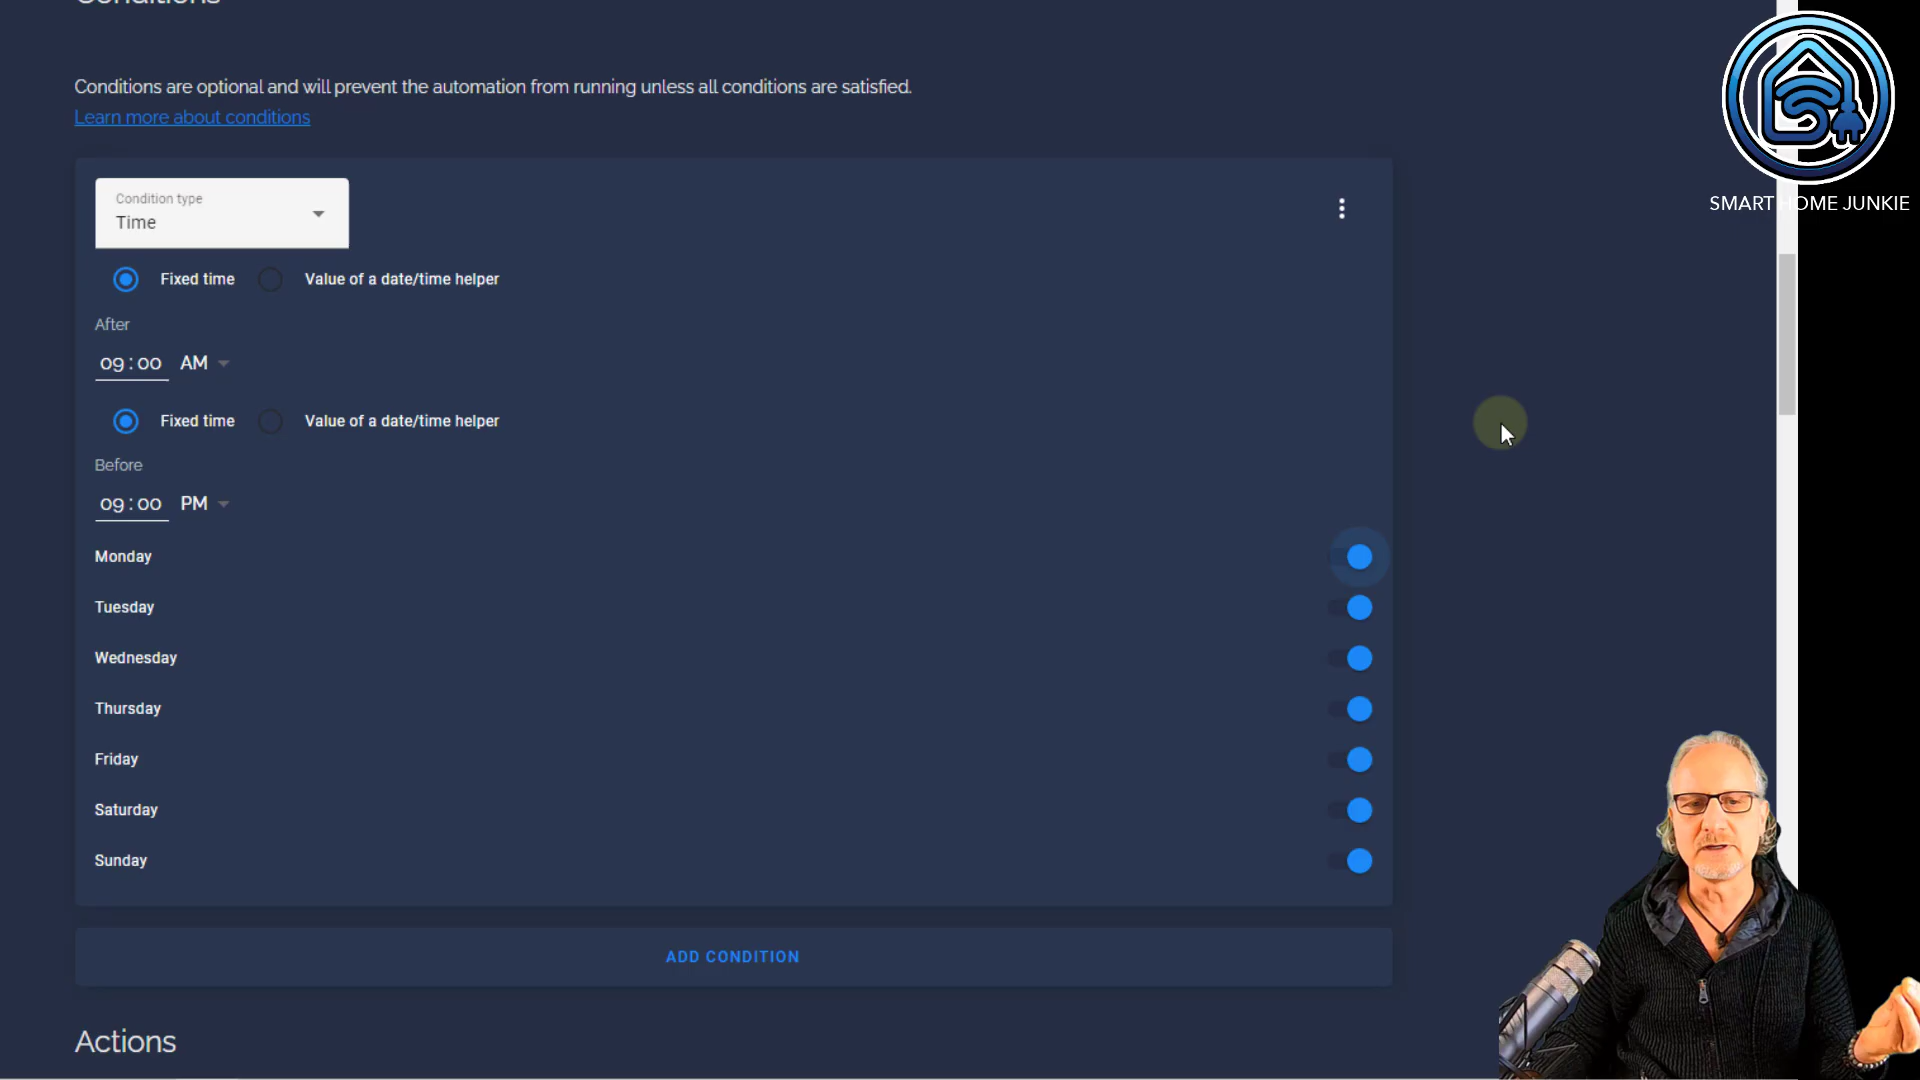 Conditions
Conditions are optional and will prevent the automation from running unless all conditions are satisfied.
Learn more about conditions
SMART HOME JUNKIE
Condition type
Time
Fixed time
Value of a date/time helper
After
09:00 AM
Fixed time
Value of a date/time helper
Before
09:00 PM
Monday
Tuesday
Wednesday
Thursday
Friday
Saturday
Sunday
ADD CONDITION
Actions